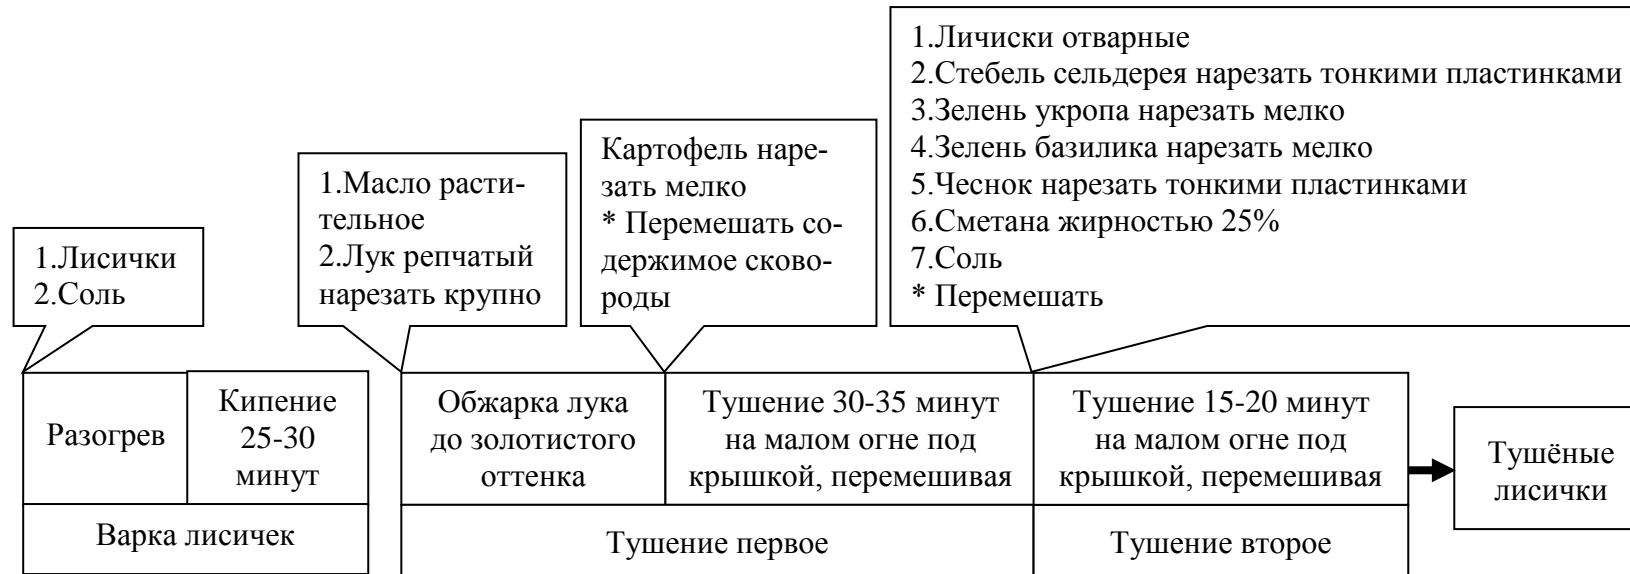 1.Лисички
2.Соль
1.Масло расти-
тельное
2.Лук репчатый
нарезать крупно
Картофель наре-
зать мелко
* Перемешать со-
держимое сково-
роды
1.Личиски отварные
2.Стебель сельдерея нарезать тонкими пластинками
3.Зелень укропа нарезать мелко
4.Зелень базилика нарезать мелко
5.Чеснок нарезать тонкими пластинками
6.Сметана жирностью 25%
7.Соль
* Перемешать
Разогрев
Кипение
25-30
минут
Обжарка лука
до золотистого
оттенка
Тушение 30-35 минут
на малом огне под
крышкой, перемешивая
Тушение 15-20 минут
на малом огне под
крышкой, перемешивая
Тушёные
лисички
Варка лисичек
Тушение первое
Тушение второе